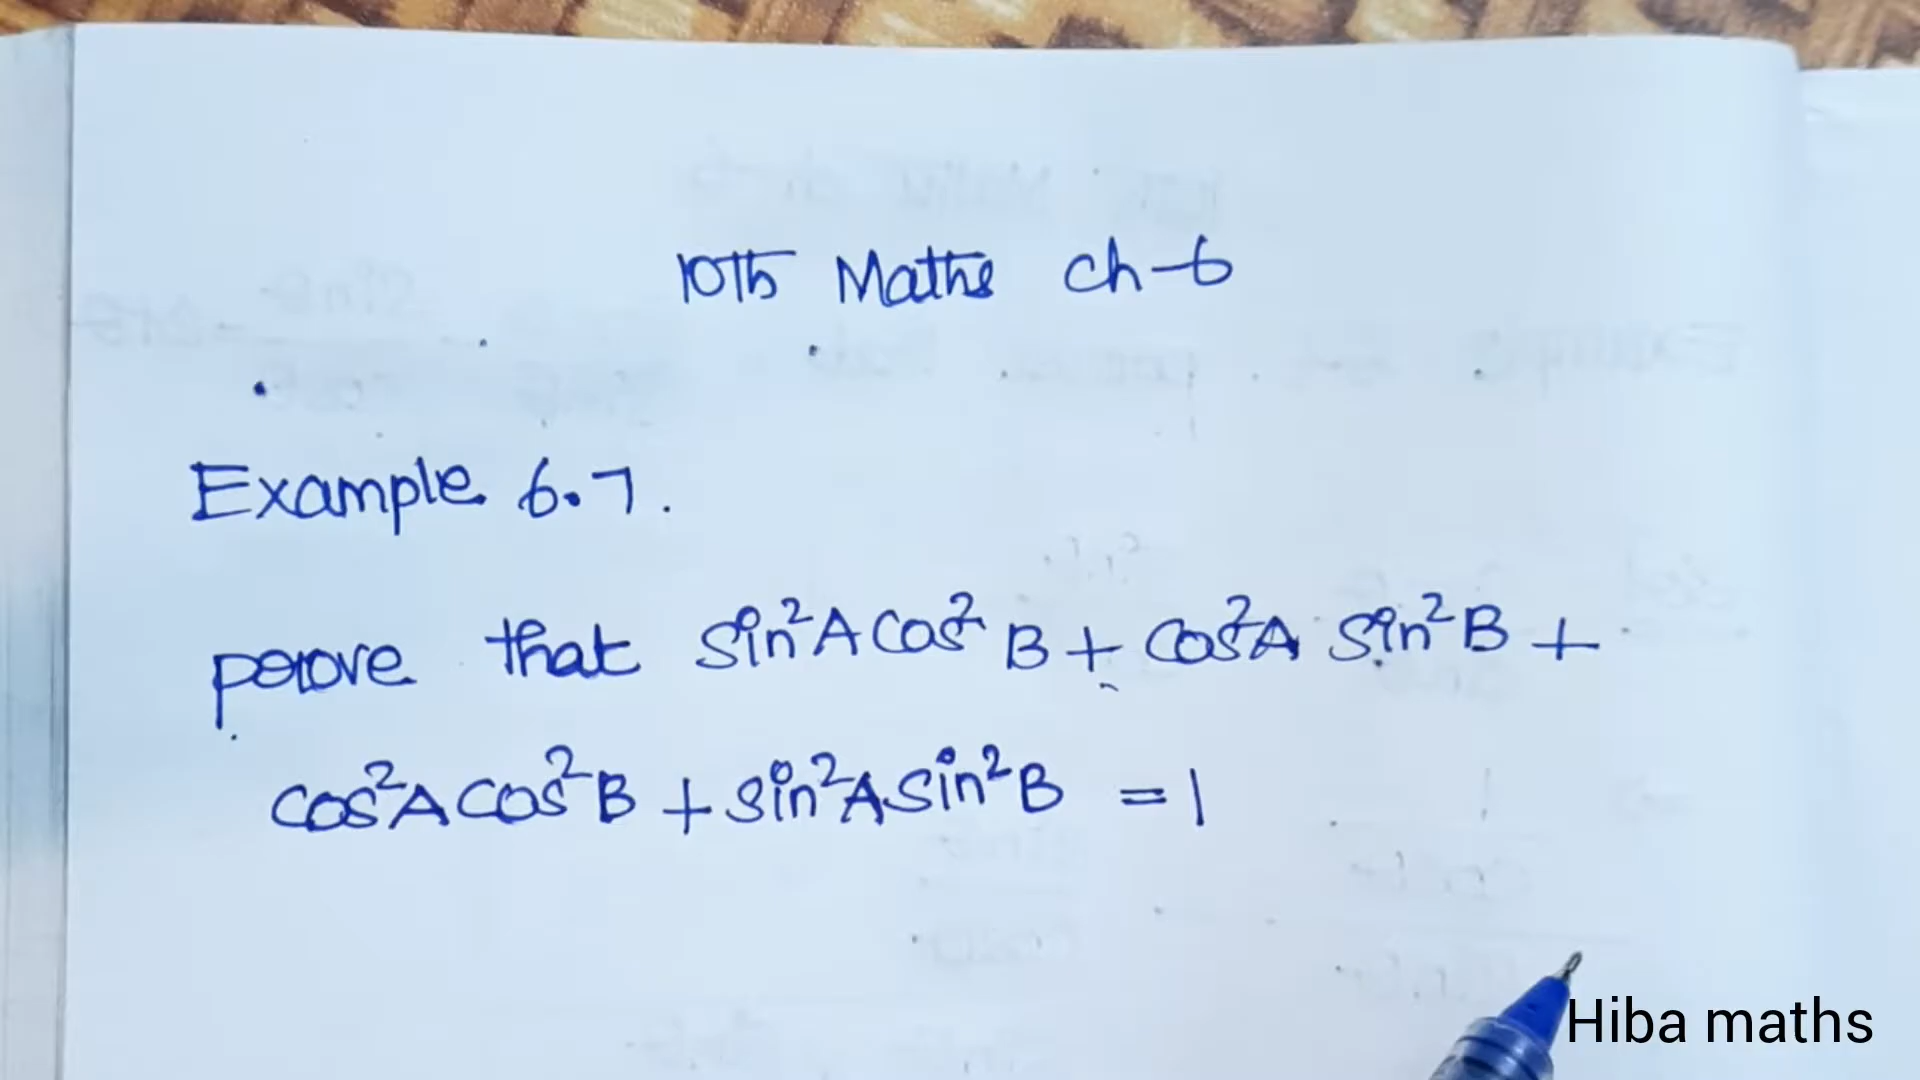 10th Maths ch-6
Example 6.7.
prove that Sin²A Cos²B + Cos²A Sin²B +
Cos²A Cos²B + Sin²A Sin²B = 1
Hiba maths